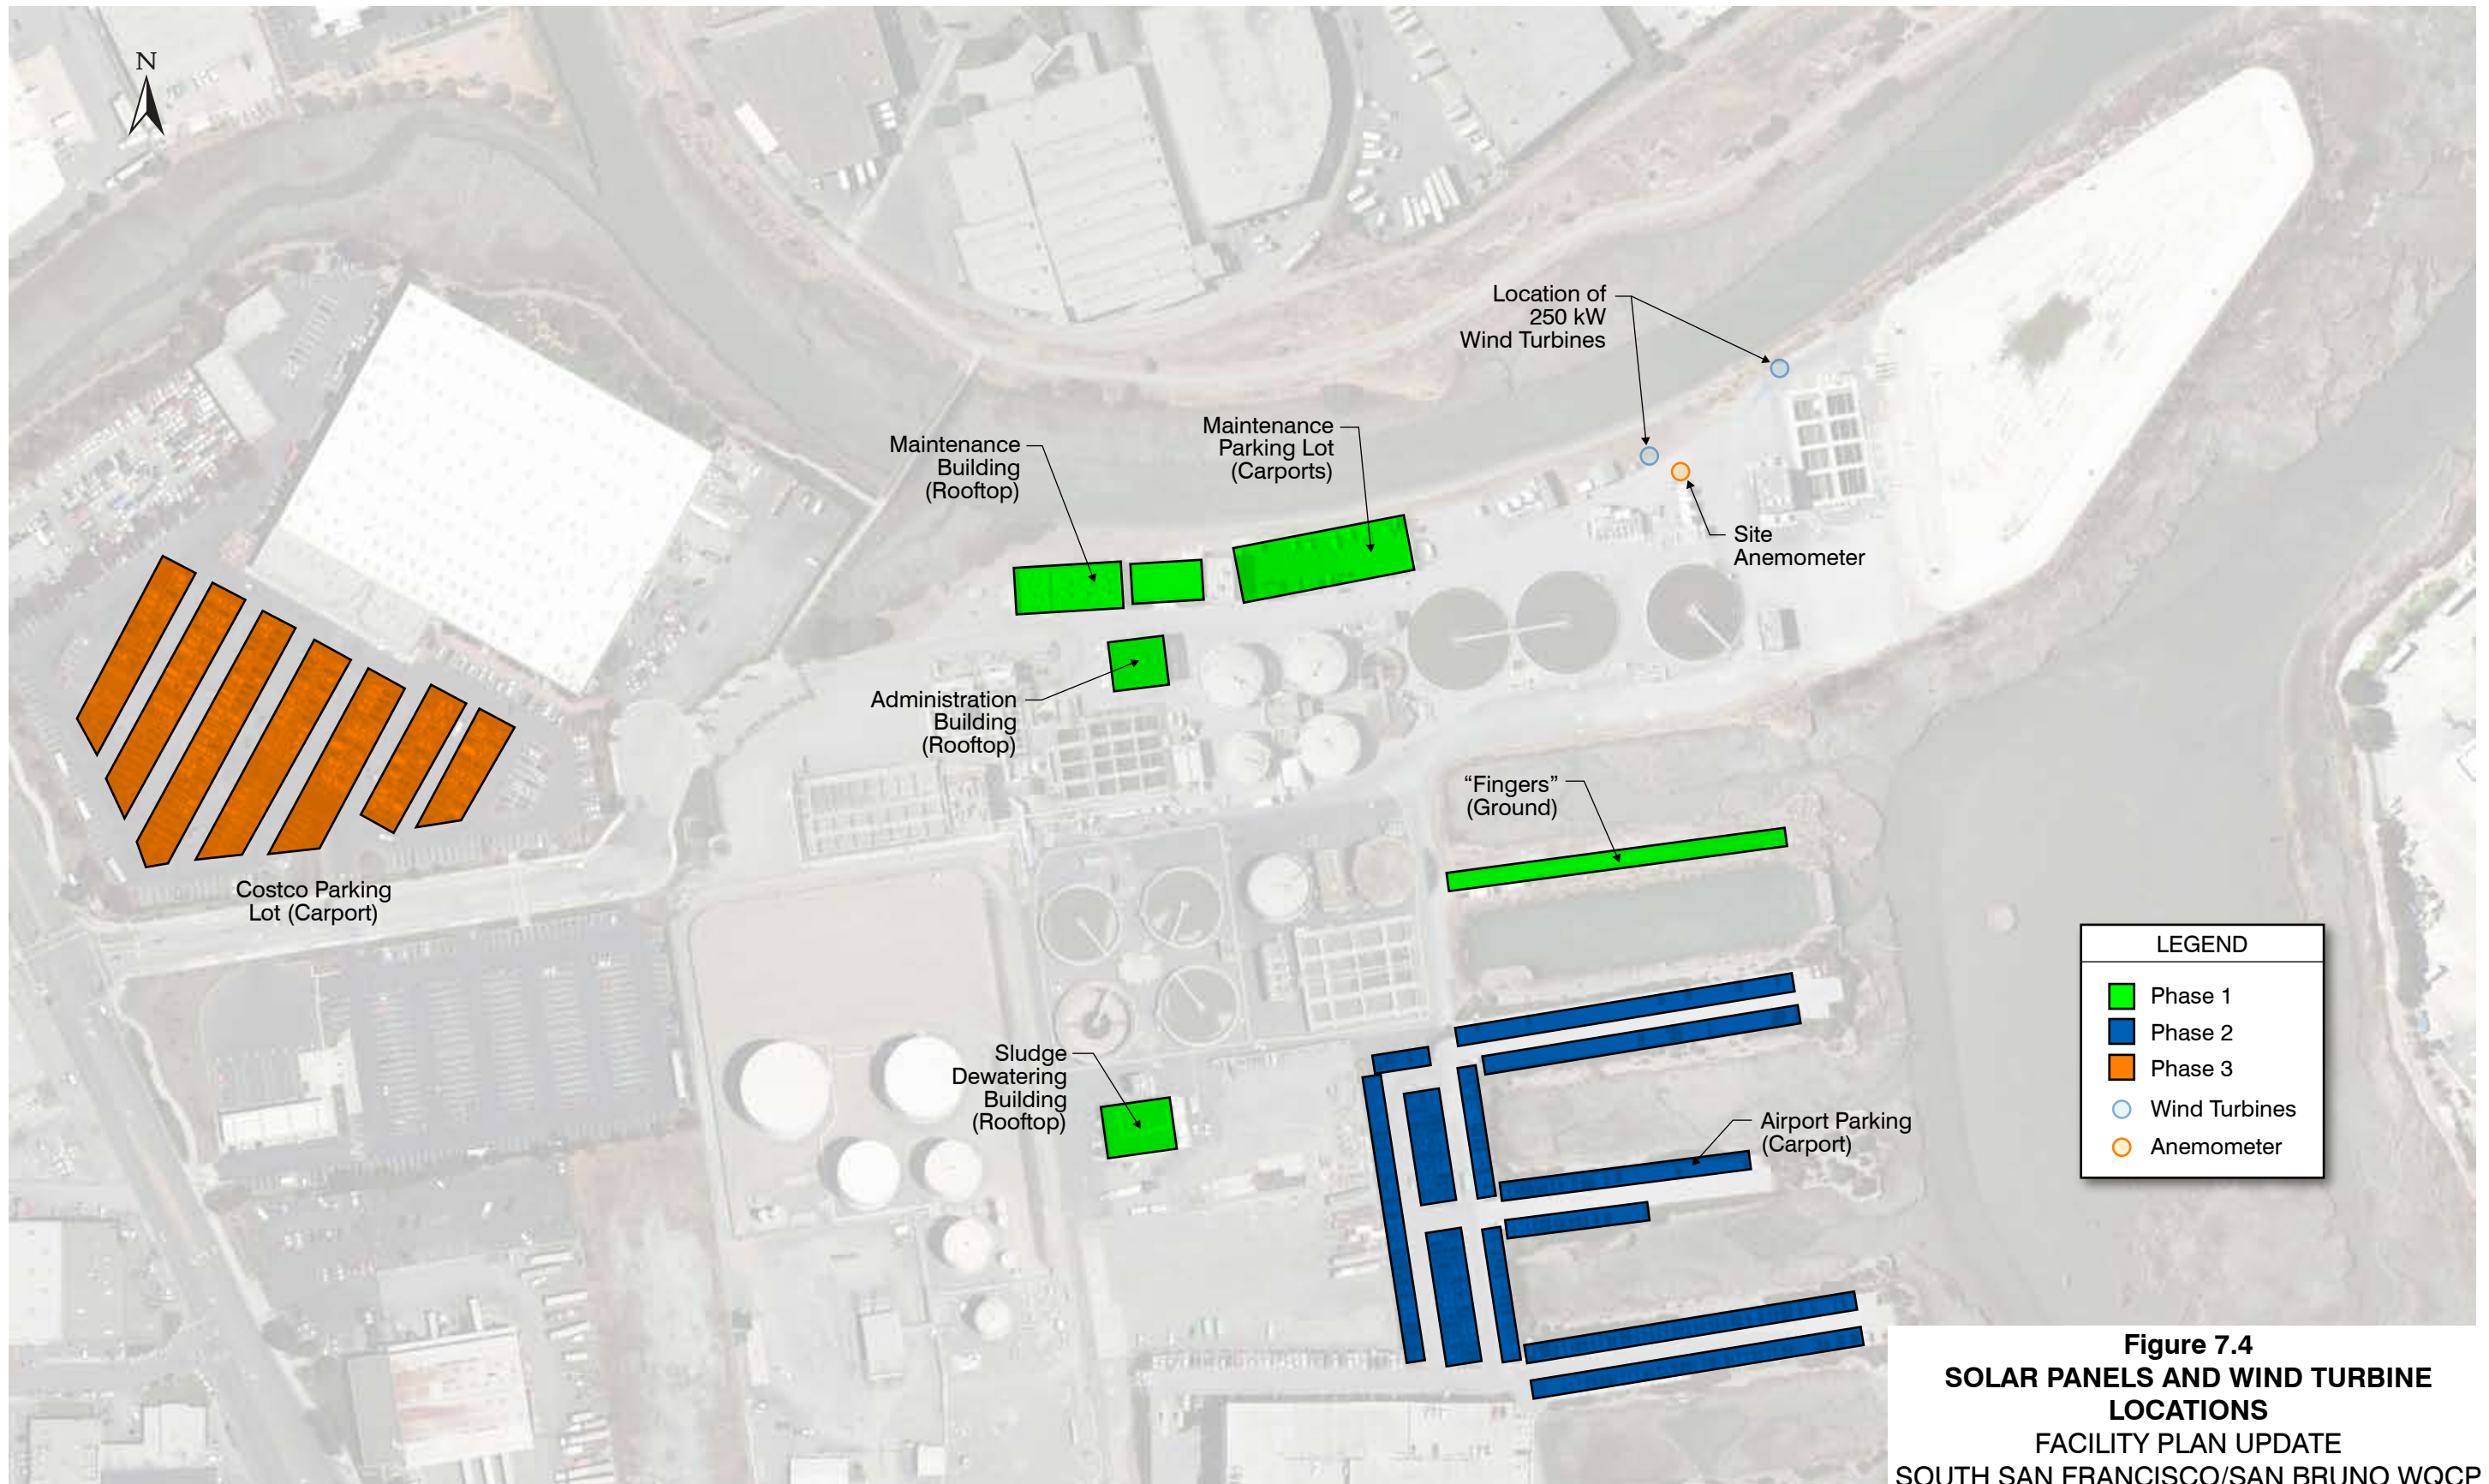 N
Location of
250 kW
Wind Turbines
Maintenance
Building
(Rooftop)
Maintenance
Parking Lot
(Carports)
Site
Anemometer
Administration
Building
(Rooftop)
“Fingers”
(Ground)
Costco Parking
Lot (Carport)
Sludge
Dewatering
Building
(Rooftop)
Airport Parking
(Carport)
LEGEND
Phase 1
Phase 2
Phase 3
Wind Turbines
Anemometer
Figure 7.4
SOLAR PANELS AND WIND TURBINE
LOCATIONS
FACILITY PLAN UPDATE
SOUTH SAN FRANCISCO/SAN BRUNO WQCP